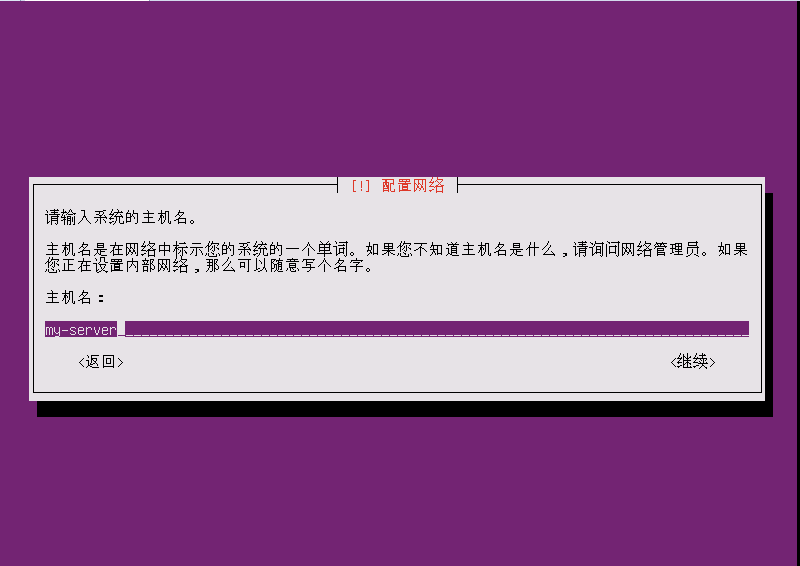 [!] 配置网络
请输入系统的主机名。
主机名是在网络中标示您的系统的一个单词。如果您不知道主机名是什么,请询问网络管理员。如果
您正在设置内部网络,那么可以随意写个名字。
主机名:
my-server
<返回> <继续>